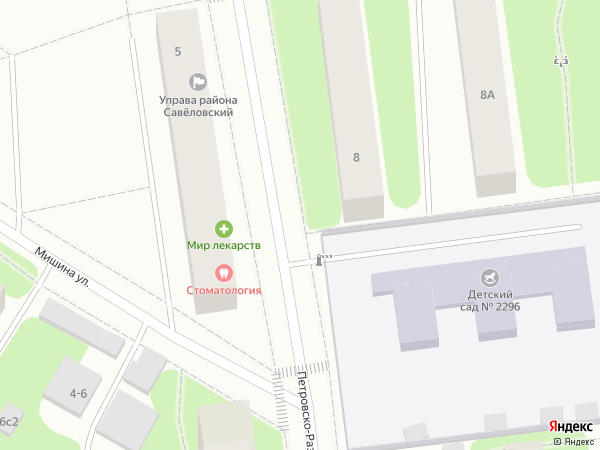 5
Управа района
Савёловский
8А
8
Мир лекарств
Мишина ул.
Стоматология
Детский
сад № 2296
Петровско-Раз
4-6
6с2
Яндекс
© Яндекс